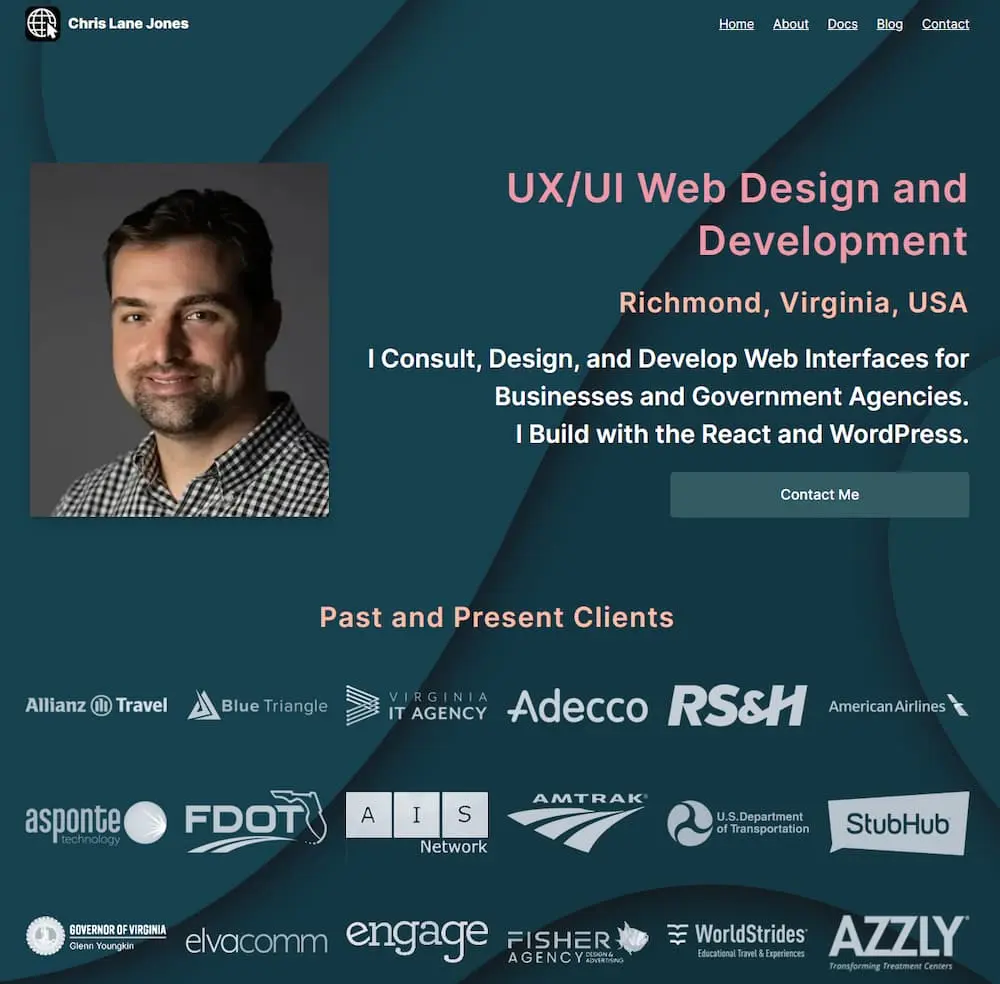 Chris Lane Jones
Home About Docs Blog Contact
UX/UI Web Design and
Development
Richmond, Virginia, USA
I Consult, Design, and Develop Web Interfaces for
Businesses and Government Agencies.
I Build with the React and WordPress.
Contact Me
Past and Present Clients
Allianz Travel
Blue Triangle
VIRGINIA
IT AGENCY
Adecco
RS&H
American Airlines
asponte
technology
FDOT
A I S
Network
AMTRAK®
U.S.Department
of Transportation
StubHub
GOVERNOR OF VIRGINIA
Glenn Youngkin
elvacomm
engage
FISHER
AGENCY DESIGN &
ADVERTISING
WorldStrides
Educational Travel & Experiences
AZZLY®
Transforming Treatment Centers